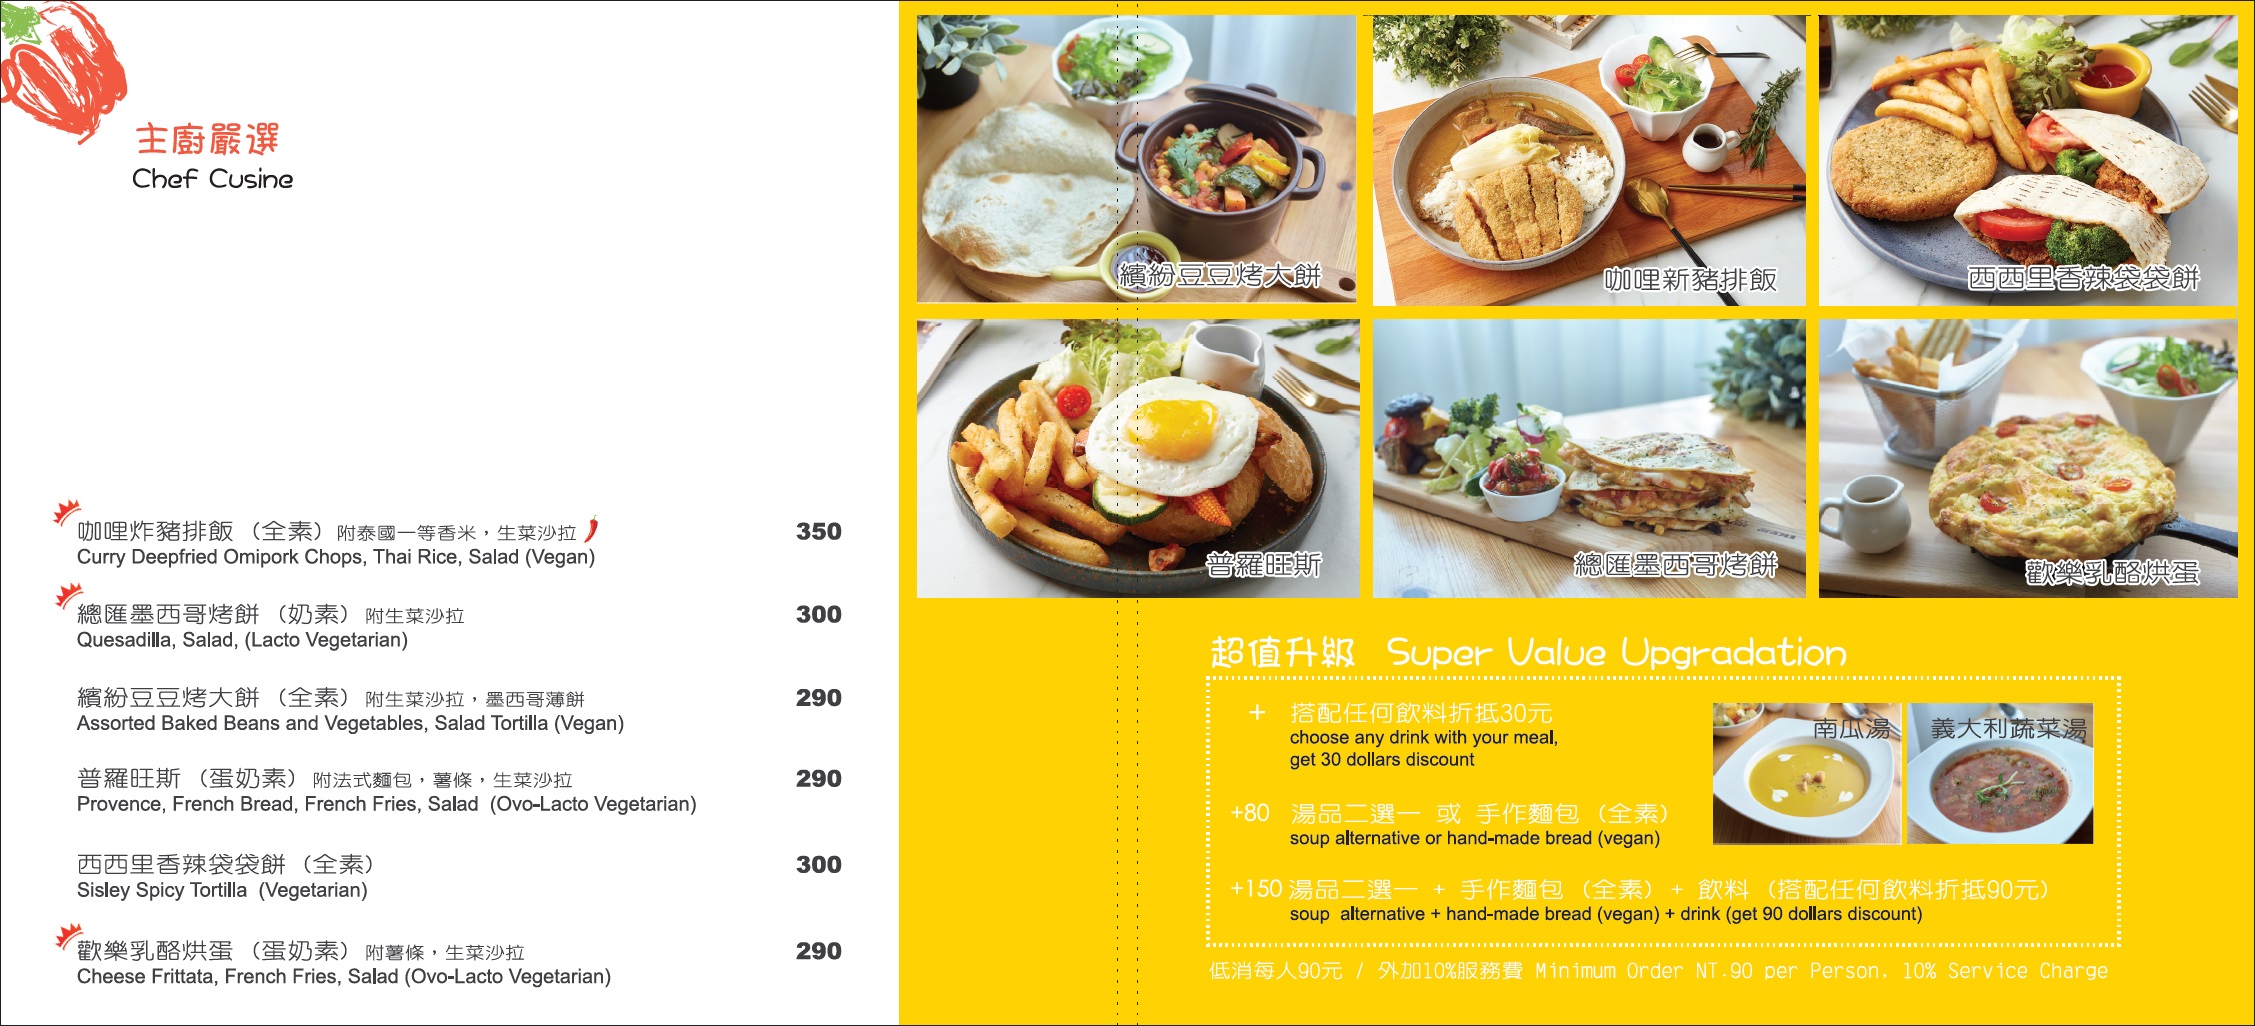 主廚嚴選
Chef Cusine
咖哩炸豬排飯（全素）附泰國一等香米，生菜沙拉 350
Curry Deepfried Omipork Chops, Thai Rice, Salad (Vegan)
總匯墨西哥烤餅（奶素）附生菜沙拉 300
Quesadilla, Salad, (Lacto Vegetarian)
繽紛豆豆烤大餅（全素）附生菜沙拉，墨西哥薄餅 290
Assorted Baked Beans and Vegetables, Salad Tortilla (Vegan)
普羅旺斯（蛋奶素）附法式麵包，薯條，生菜沙拉 290
Provence, French Bread, French Fries, Salad (Ovo-Lacto Vegetarian)
西西里香辣袋袋餅（全素） 300
Sisley Spicy Tortilla (Vegetarian)
歡樂乳酪烘蛋（蛋奶素）附薯條，生菜沙拉 290
Cheese Frittata, French Fries, Salad (Ovo-Lacto Vegetarian)
繽紛豆豆烤大餅
咖哩新豬排飯
西西里香辣袋袋餅
普羅旺斯
總匯墨西哥烤餅
歡樂乳酪烘蛋
超值升級 Super Value Upgradation
+ 搭配任何飲料折抵30元
choose any drink with your meal,
get 30 dollars discount
南瓜湯
義大利蔬菜湯
+80 湯品二選一 或 手作麵包（全素）
soup alternative or hand-made bread (vegan)
+150 湯品二選一 + 手作麵包（全素）+ 飲料（搭配任何飲料折抵90元）
soup alternative + hand-made bread (vegan) + drink (get 90 dollars discount)
低消每人90元 / 外加10%服務費 Minimum Order NT.90 per Person, 10% Service Charge